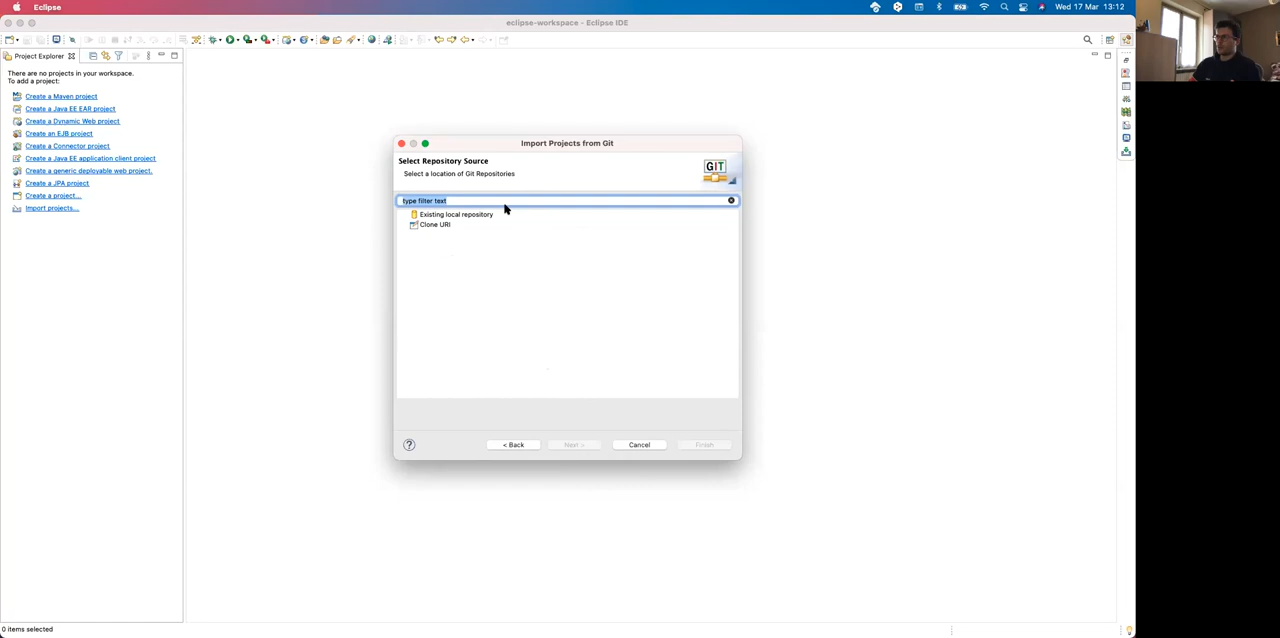 Eclipse
Wed 17 Mar 13:12
eclipse-workspace - Eclipse IDE
Project Explorer
There are no projects in your workspace.
To add a project:
Create a Maven project
Create a Java EE EAR project
Create a Dynamic Web project
Create an EJB project
Create a Connector project
Create a Java EE application client project
Create a generic deployable web project.
Create a JPA project
Create a project...
Import projects...
Import Projects from Git
Select Repository Source
Select a location of Git Repositories
GIT
type filter text
Existing local repository
Clone URI
?
< Back
Next >
Cancel
Finish
0 items selected